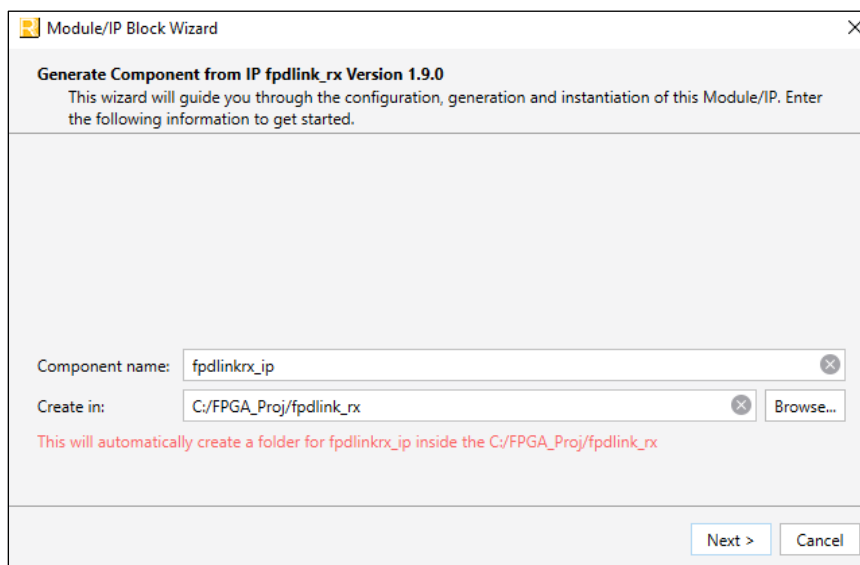 Module/IP Block Wizard
Generate Component from IP fpdlink_rx Version 1.9.0
This wizard will guide you through the configuration, generation and instantiation of this Module/IP. Enter
the following information to get started.
Component name: fpdlinkrx_ip
Create in: C:/FPGA_Proj/fpdlink_rx Browse...
This will automatically create a folder for fpdlinkrx_ip inside the C:/FPGA_Proj/fpdlink_rx
Next > Cancel